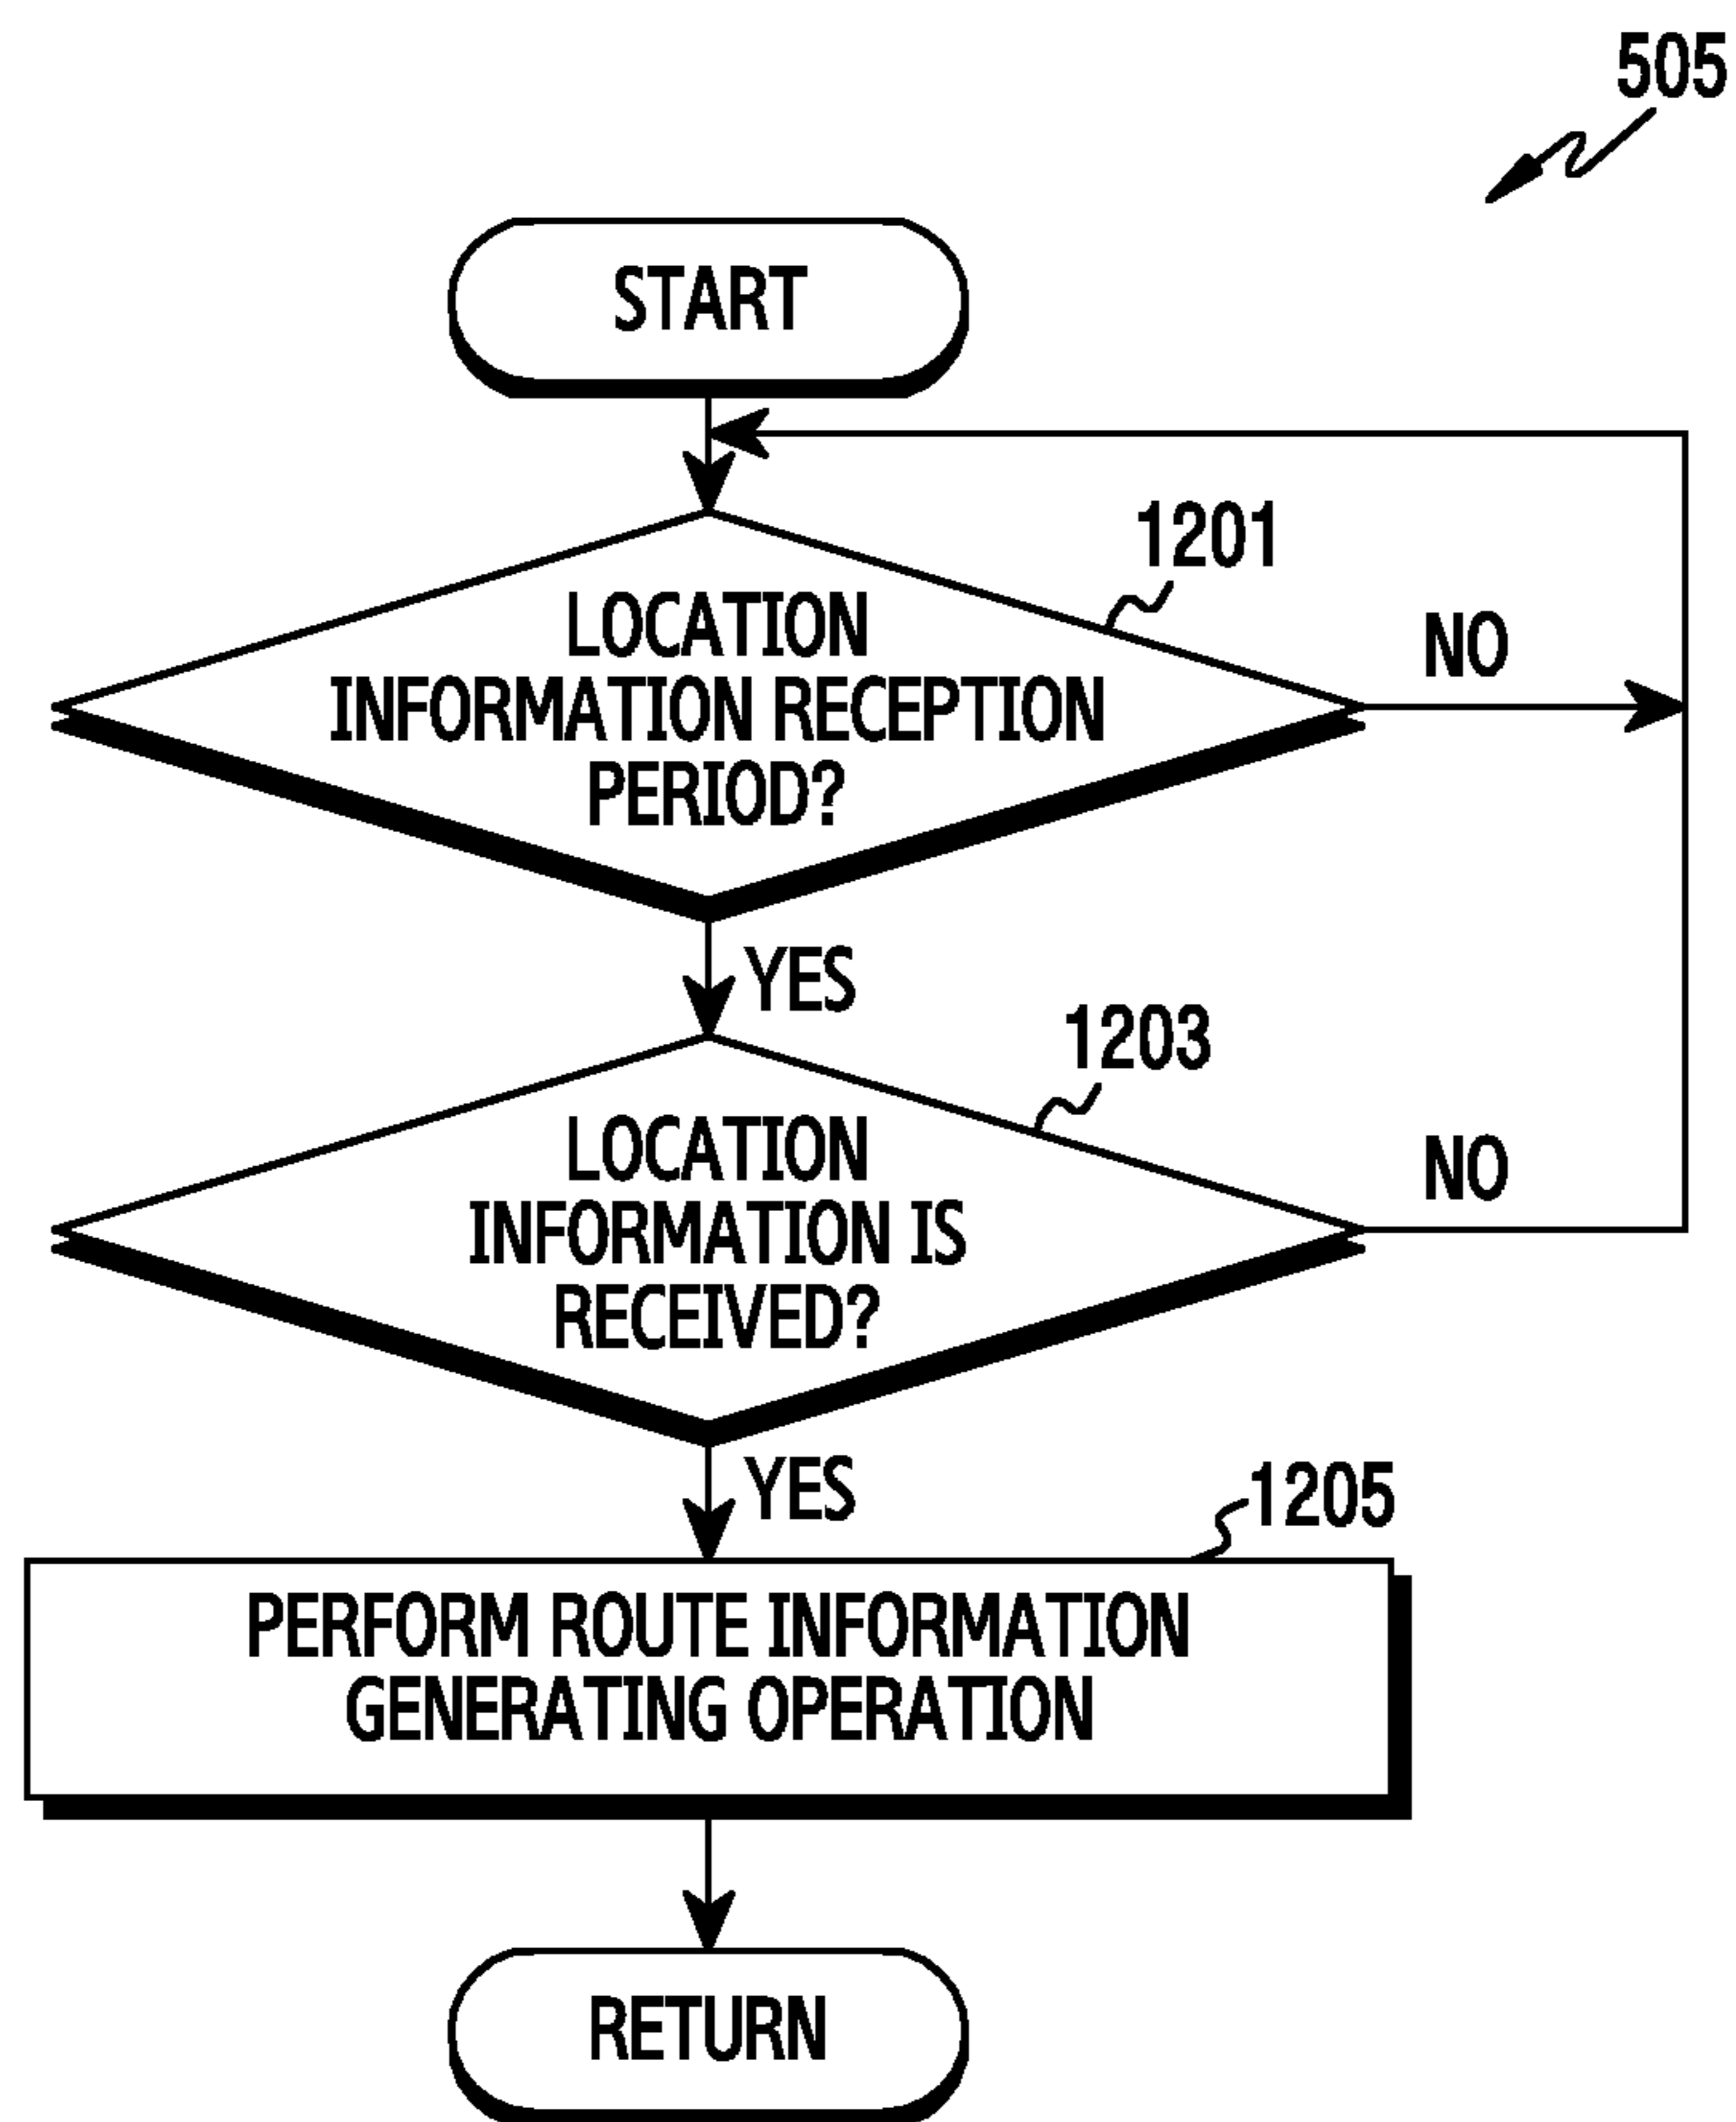 505
START
1201
LOCATION
INFORMATION RECEPTION
PERIOD?
NO
YES
1203
LOCATION
INFORMATION IS
RECEIVED?
NO
YES
1205
PERFORM ROUTE INFORMATION
GENERATING OPERATION
RETURN